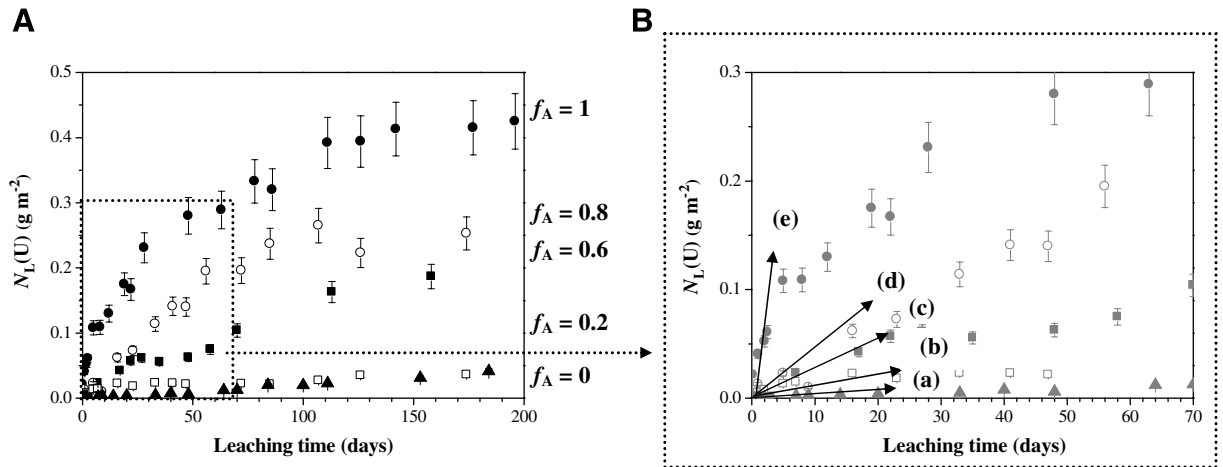 A
B
0.5
0.4
0.3
0.2
0.1
0.0
N_L(U) (g m⁻²)
0
50
100
150
200
Leaching time (days)
f_A = 1
f_A = 0.8
f_A = 0.6
f_A = 0.2
f_A = 0
0.3
0.2
0.1
0.0
N_L(U) (g m⁻²)
(e)
(d)
(c)
(b)
(a)
0
10
20
30
40
50
60
70
Leaching time (days)